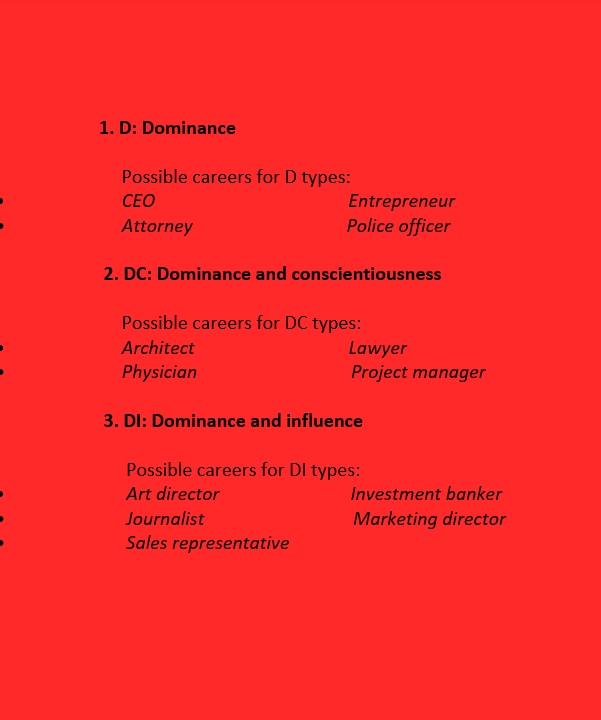 1. D: Dominance
Possible careers for D types:
• CEO Entrepreneur
• Attorney Police officer
2. DC: Dominance and conscientiousness
Possible careers for DC types:
• Architect Lawyer
• Physician Project manager
3. DI: Dominance and influence
Possible careers for DI types:
• Art director Investment banker
• Journalist Marketing director
• Sales representative